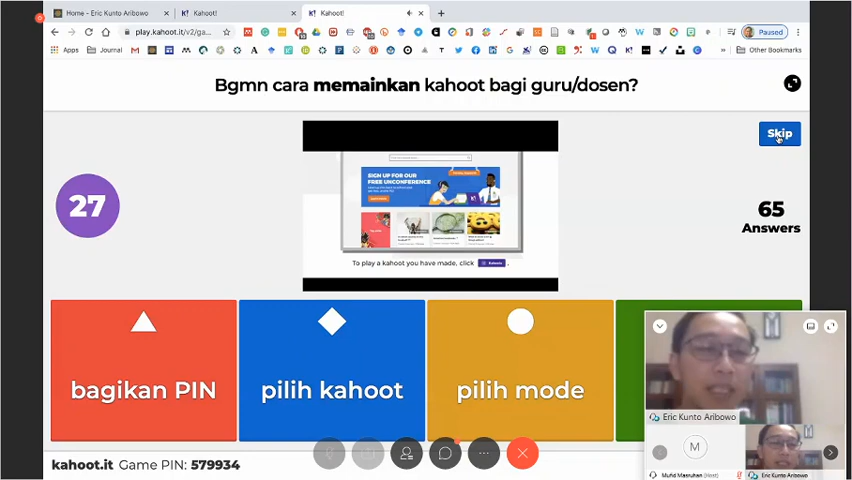 Home - Eric Kunto Aribowo
Kahoot!
Kahoot!
play.kahoot.it/v2/ga...
Paused
Apps
Journal
Other Bookmarks
Bgmn cara memainkan kahoot bagi guru/dosen?
Skip
27
SIGN UP FOR OUR
FREE UNCONFERENCE
To play a kahoot you have made, click
65
Answers
bagikan PIN
pilih kahoot
pilih mode
Eric Kunto Aribowo
M
Mufid Masruhan (Host)
Eric Kunto Aribowo
kahoot.it Game PIN: 579934